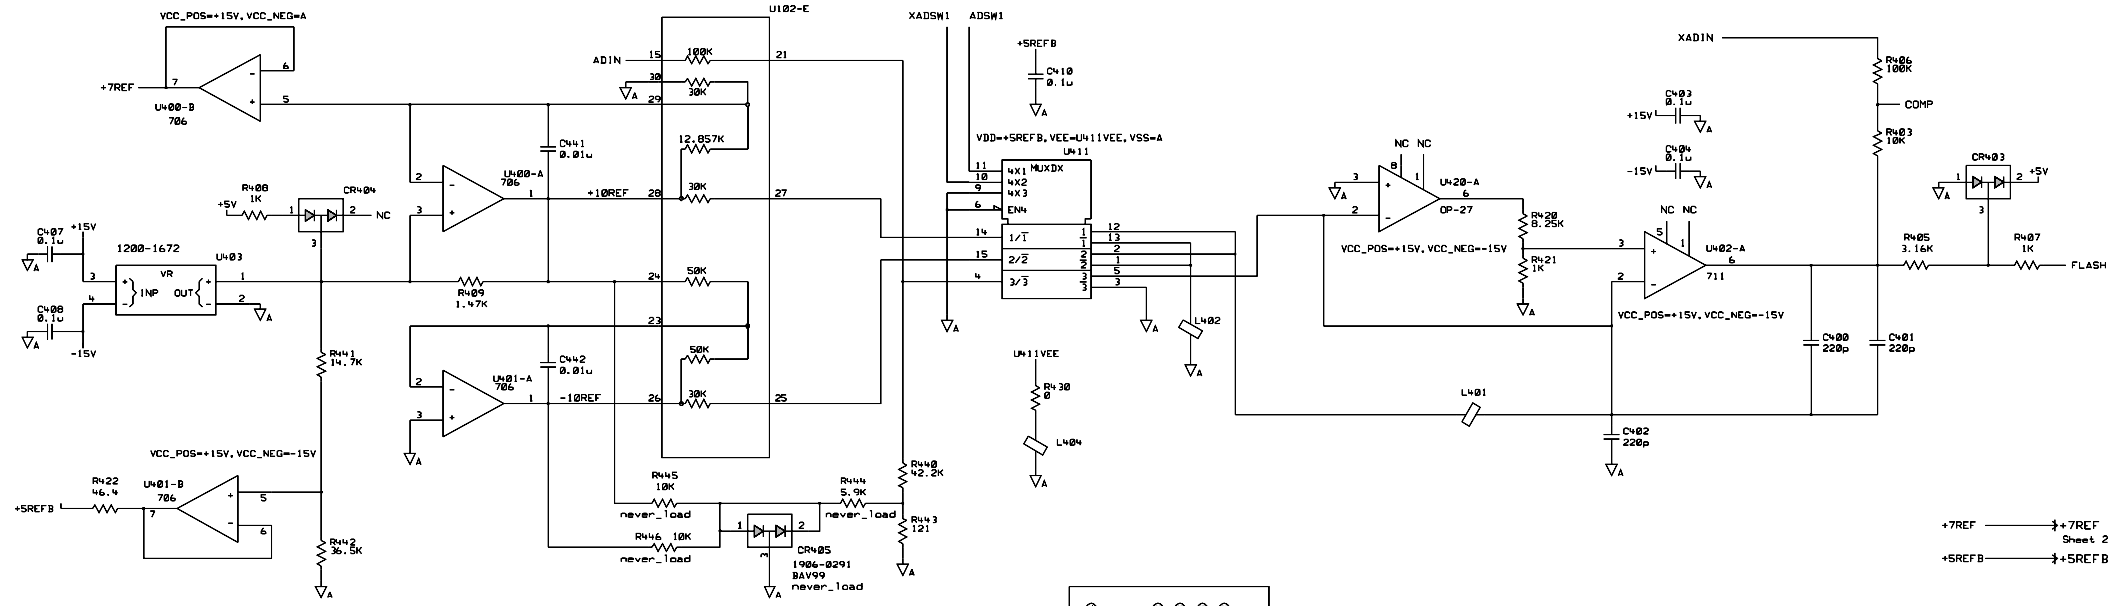 VCC_POS=+15V, VCC_NEG=A
+7REF
7
6
5
-
+
U400-B
706
U102-E
ADIN
15
100K
21
30
30K
A
29
12.857K
C441
0.01u
2
3
-
+
U400-A
706
1
+10REF
28
30K
27
R408
1K
+5V
1
CR404
2
NC
3
C407
0.1u
+15V
A
1200-1672
U403
VR
3
4
+
-
INP
OUT
+
-
1
2
A
C408
0.1u
A
-15V
R409
1.47K
24
50K
23
50K
R441
14.7K
C442
0.01u
2
3
-
+
U401-A
706
1
-10REF
26
30K
25
A
VCC_POS=+15V, VCC_NEG=-15V
R422
46.4
U401-B
706
+5REFB
7
+
-
5
6
R442
36.5K
A
R445
10K
never_load
R446 10K
never_load
1
2
3
CR405
1906-0291
BAV99
never_load
A
R444
5.9K
never_load
R440
42.2K
R443
121
A
XADSW1
ADSW1
+5REFB
C410
0.1u
A
VDD=+5REFB, VEE=U411VEE, VSS=A
U411
MUXDX
11
10
9
6
4X1
4X2
4X3
EN4
14
15
4
1/1
2/2
3/3
1
1
2
2
3
3
12
13
2
1
5
3
A
A
L402
A
U411VEE
R430
0
L404
A
NC NC
8
1
3
2
+
-
A
U420-A
6
OP-27
VCC_POS=+15V, VCC_NEG=-15V
R420
8.25K
R421
1K
A
L401
NC NC
5
1
3
2
+
-
U402-A
6
711
VCC_POS=+15V, VCC_NEG=-15V
C402
220p
A
C400
220p
C401
220p
XADIN
R406
100K
COMP
R403
10K
C403
0.1u
+15V
A
C404
0.1u
-15V
A
CR403
1
2
+5V
A
3
R405
3.16K
R407
1K
FLASH
+7REF
+7REF
Sheet 2
+5REFB
+5REFB